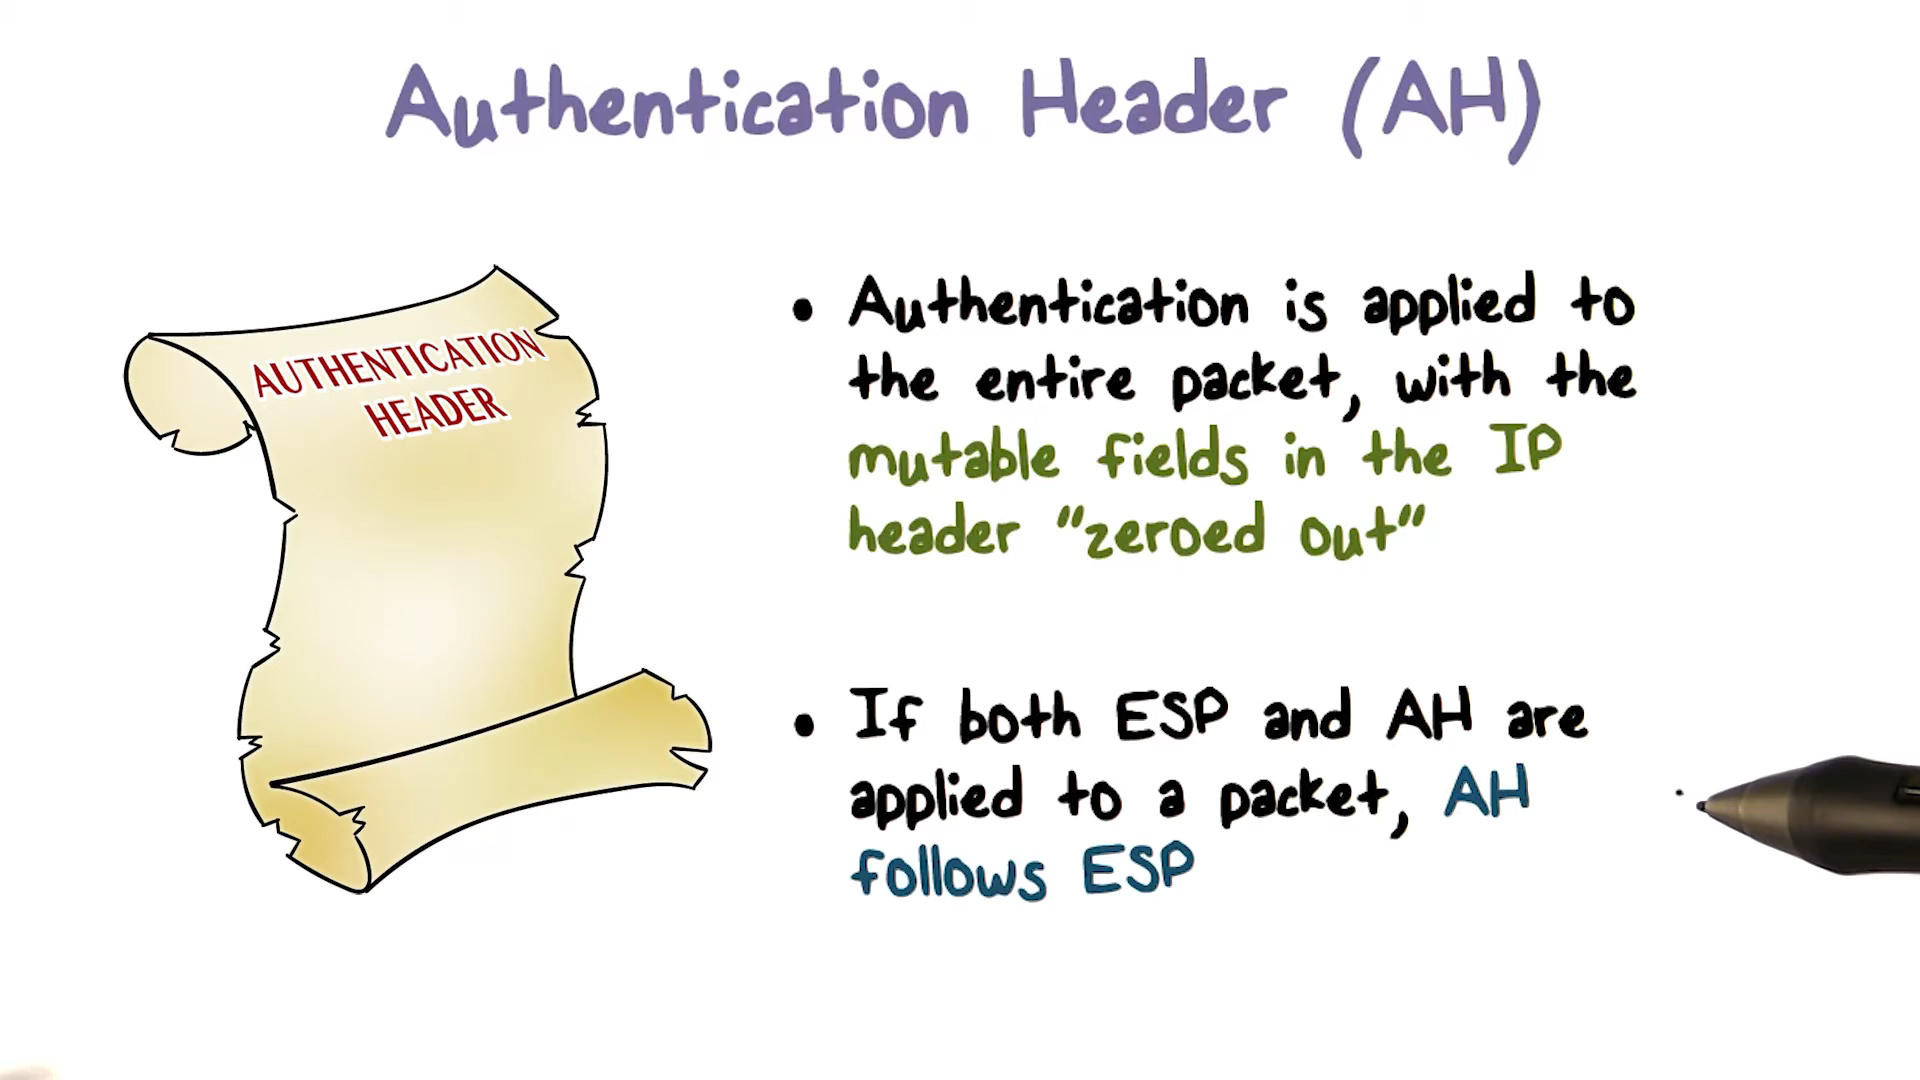 Authentication Header (AH)
AUTHENTICATION
HEADER
• Authentication is applied to
the entire packet, with the
mutable fields in the IP
header "zeroed out"
• If both ESP and AH are
applied to a packet, AH
follows ESP